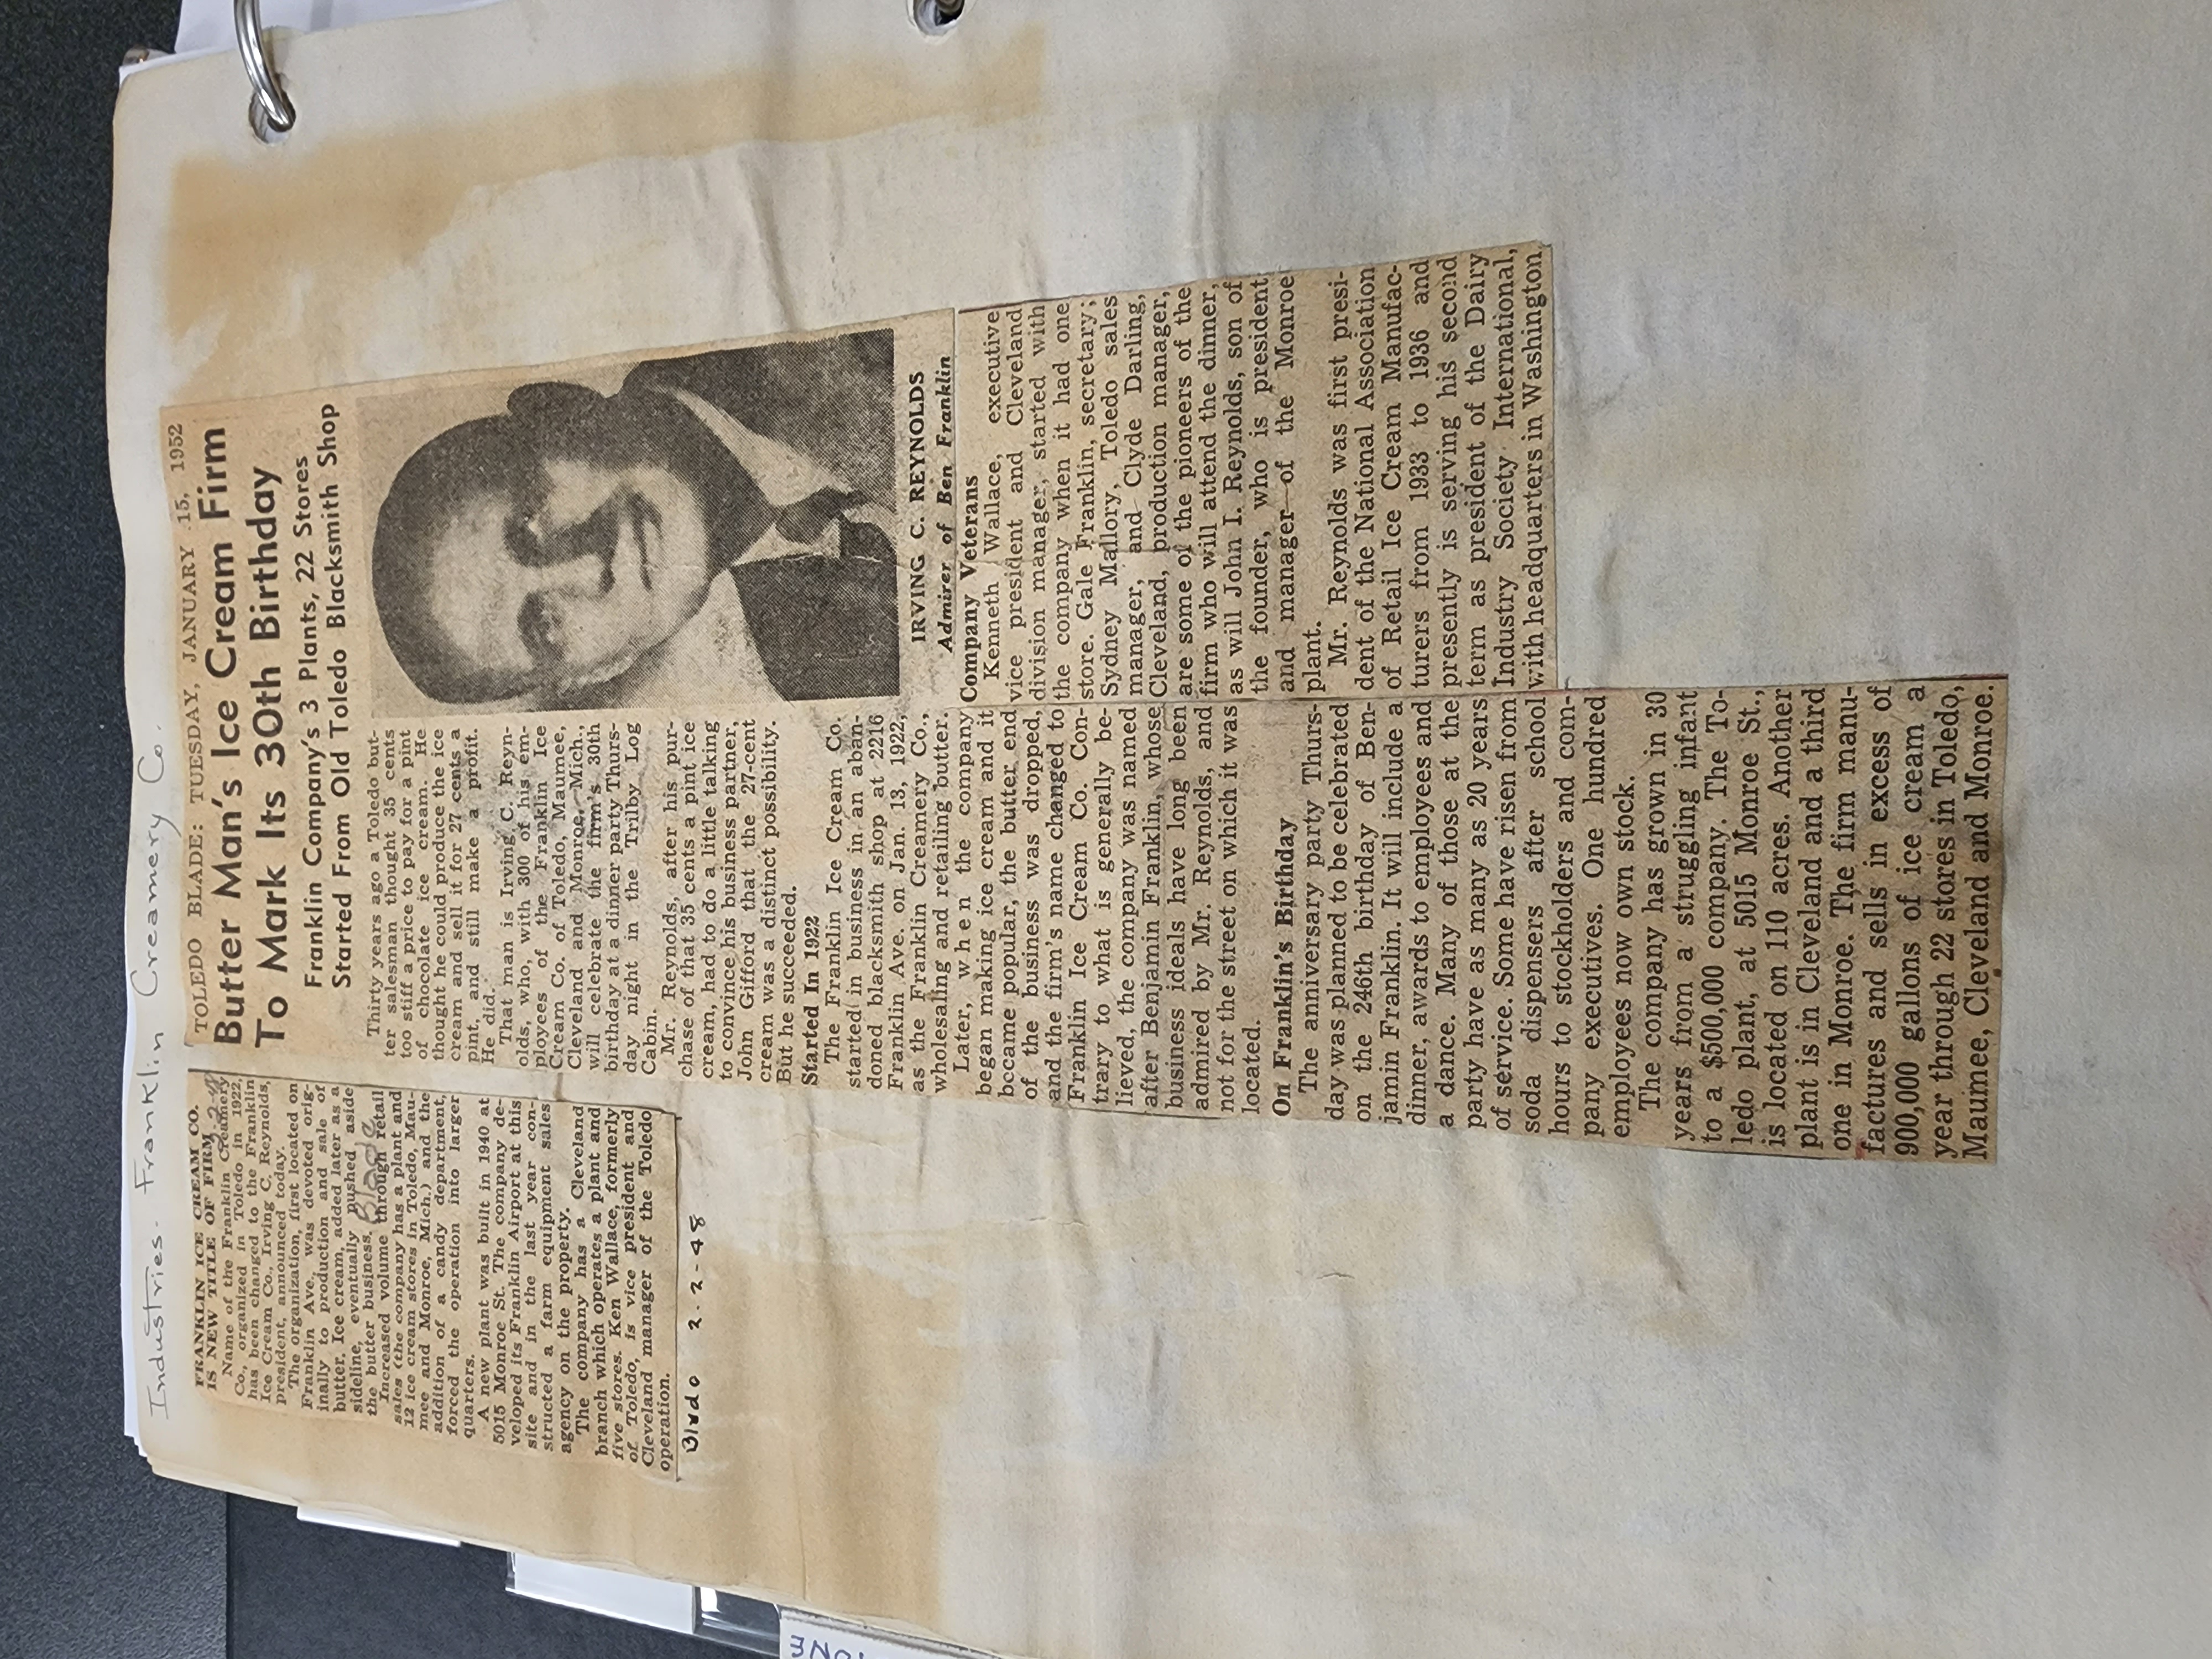 Industries - Franklin Creamery Co.
FRANKLIN ICE CREAM CO.
IS NEW TITLE OF FIRM
Name of the Franklin Creamery
Co., organized in Toledo in 1922,
has been changed to the Franklin
Ice Cream Co., Irving C. Reynolds,
president, announced today.
The organization, first located on
Franklin Ave., was devoted orig-
inally to production and sale of
butter. Ice cream, added later as a
sideline, eventually pushed aside
the butter business.
Blade
Increased volume through retail
sales (the company has a plant and
12 ice cream stores in Toledo, Mau-
mee and Monroe, Mich.) and the
addition of a candy department,
forced the operation into larger
quarters.
A new plant was built in 1940 at
5015 Monroe St. The company de-
veloped its Franklin Airport at this
site and in the last year con-
structed a farm equipment sales
agency on the property.
The company has a Cleveland
branch which operates a plant and
five stores. Ken Wallace, formerly
of Toledo, is vice president and
Cleveland manager of the Toledo
operation.
2-2-48
TOLEDO BLADE: TUESDAY, JANUARY 15, 1952
Butter Man's Ice Cream Firm
To Mark Its 30th Birthday
Franklin Company's 3 Plants, 22 Stores
Started From Old Toledo Blacksmith Shop
Thirty years ago a Toledo but-
ter salesman thought 35 cents
too stiff a price to pay for a pint
of chocolate ice cream. He
thought he could produce the ice
cream and sell it for 27 cents a
pint, and still make a profit.
He did.
That man is Irving C. Reyn-
olds, who, with 300 of his em-
ployees of the Franklin Ice
Cream Co. of Toledo, Maumee,
Cleveland and Monroe, Mich.,
will celebrate the firm's 30th
birthday at a dinner party Thurs-
day night in the Trilby Log
Cabin.
Mr. Reynolds, after his pur-
chase of that 35 cents a pint ice
cream, had to do a little talking
to convince his business partner,
John Gifford that the 27-cent
cream was a distinct possibility.
But he succeeded.
Started In 1922
The Franklin Ice Cream Co.
started in business in an aban-
doned blacksmith shop at 2216
Franklin Ave. on Jan. 13, 1922,
as the Franklin Creamery Co.,
wholesaling and retailing butter.
Later, when the company
began making ice cream and it
became popular, the butter end
of the business was dropped,
and the firm's name changed to
Franklin Ice Cream Co. Con-
trary to what is generally be-
lieved, the company was named
after Benjamin Franklin, whose
business ideals have long been
admired by Mr. Reynolds, and
not for the street on which it was
located.
On Franklin's Birthday
The anniversary party Thurs-
day was planned to be celebrated
on the 246th birthday of Ben-
jamin Franklin. It will include a
dinner, awards to employees and
a dance. Many of those at the
party have as many as 20 years
of service. Some have risen from
soda dispensers after school
hours to stockholders and com-
pany executives. One hundred
employees now own stock.
The company has grown in 30
years from a struggling infant
to a $500,000 company. The To-
ledo plant, at 5015 Monroe St.,
is located on 110 acres. Another
plant is in Cleveland and a third
one in Monroe. The firm manu-
factures and sells in excess of
900,000 gallons of ice cream a
year through 22 stores in Toledo,
Maumee, Cleveland and Monroe.
IRVING C. REYNOLDS
Admirer of Ben Franklin
Company Veterans
Kenneth Wallace, executive
vice president and Cleveland
division manager, started with
the company when it had one
store. Gale Franklin, secretary;
Sydney Mallory, Toledo sales
manager, and Clyde Darling,
Cleveland, production manager,
are some of the pioneers of the
firm who will attend the dinner,
as will John I. Reynolds, son of
the founder, who is president
and manager of the Monroe
plant.
Mr. Reynolds was first presi-
dent of the National Association
of Retail Ice Cream Manufac-
turers from 1933 to 1936 and
presently is serving his second
term as president of the Dairy
Industry Society International,
with headquarters in Washington.